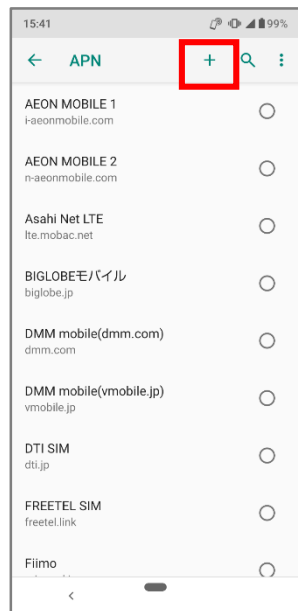 15:41 99%
APN
AEON MOBILE 1
i-aeonmobile.com
AEON MOBILE 2
n-aeonmobile.com
Asahi Net LTE
lte.mobac.net
BIGLOBEモバイル
biglobe.jp
DMM mobile(dmm.com)
dmm.com
DMM mobile(vmobile.jp)
vmobile.jp
DTI SIM
dti.jp
FREETEL SIM
freetel.link
Fiimo